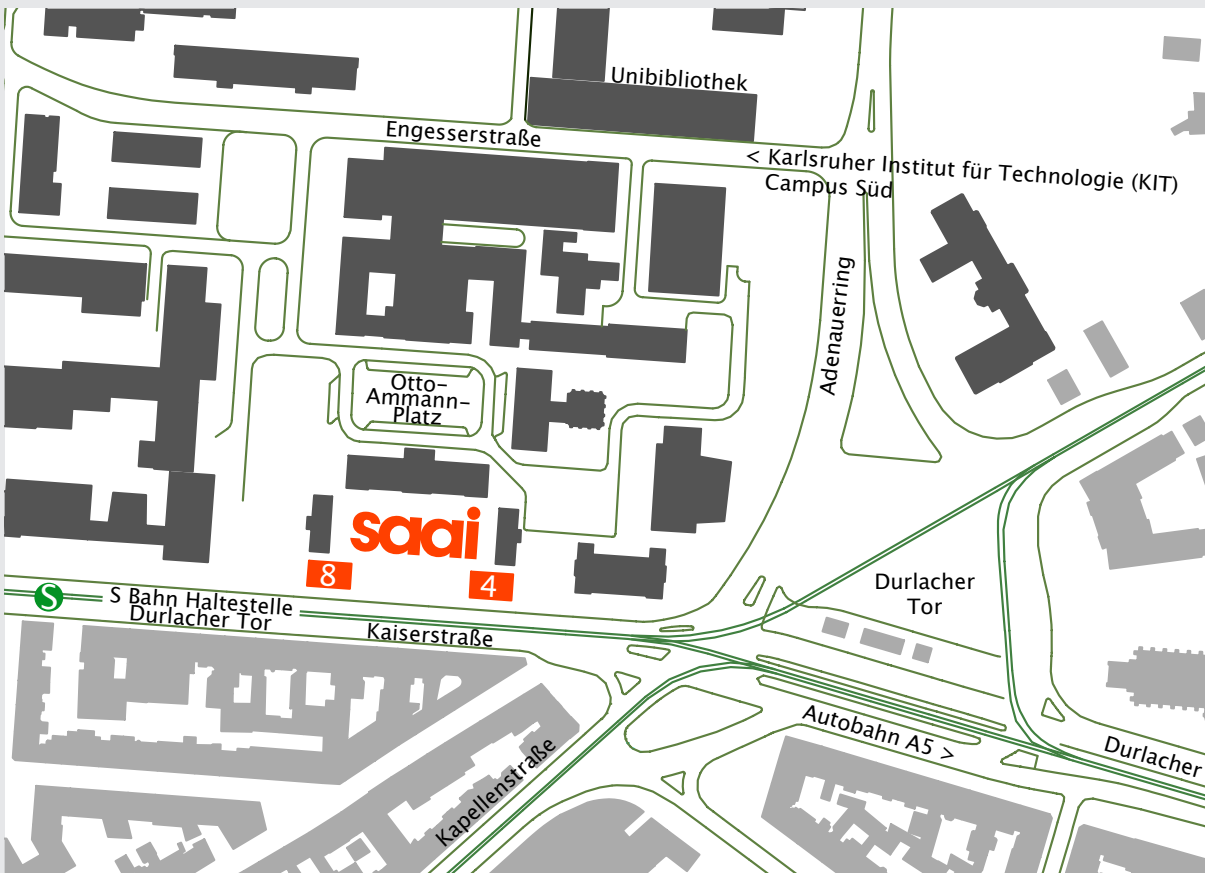 Unibibliothek
Engesserstraße
< Karlsruher Institut für Technologie (KIT)
Campus Süd
Adenauerring
Otto–
Ammann–
Platz
saai
8
4
S
S Bahn Haltestelle
Durlacher Tor
Kaiserstraße
Durlacher
Tor
Autobahn A5 >
Durlacher
Kapellenstraße